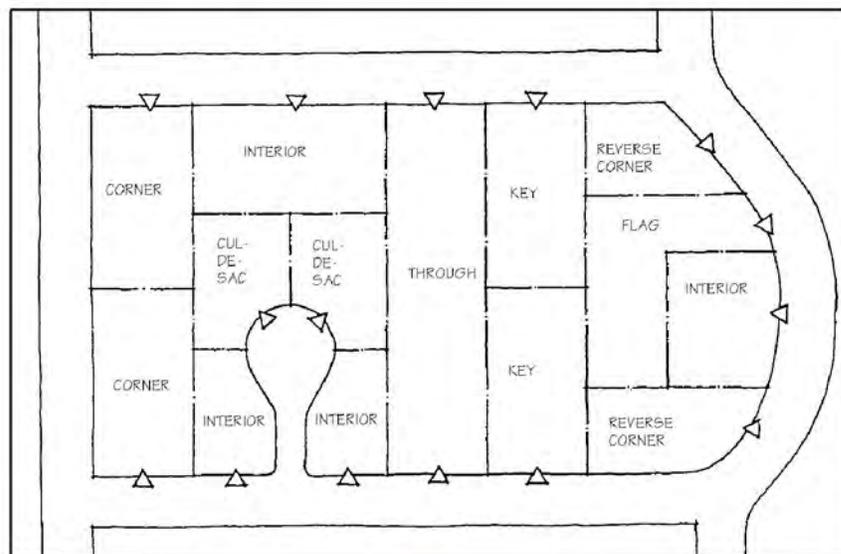 INTERIOR
REVERSE
CORNER
CORNER
KEY
FLAG
CUL-
DE-
SAC
CUL-
DE-
SAC
THROUGH
INTERIOR
CORNER
KEY
INTERIOR
INTERIOR
REVERSE
CORNER